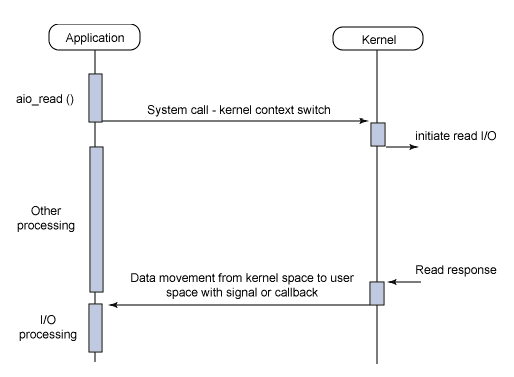 Application
Kernel
aio_read ()
System call - kernel context switch
initiate read I/O
Other
processing
Read response
Data movement from kernel space to user
space with signal or callback
I/O
processing